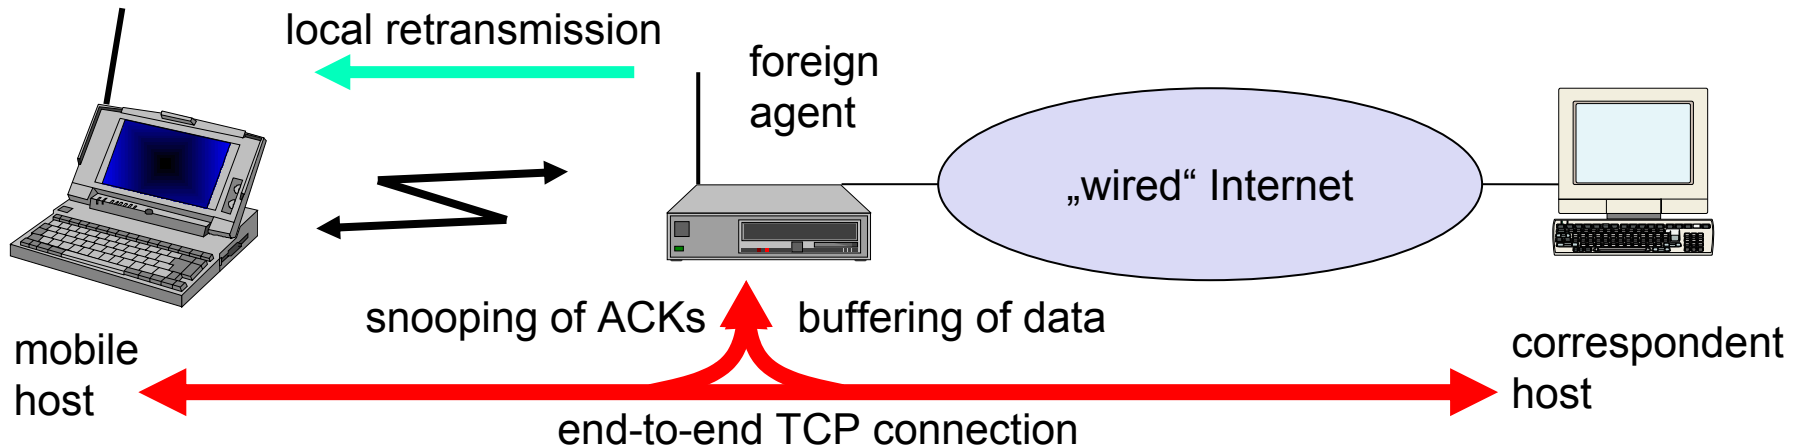 local retransmission
foreign
agent
„wired“ Internet
snooping of ACKs
buffering of data
mobile
host
correspondent
host
end-to-end TCP connection